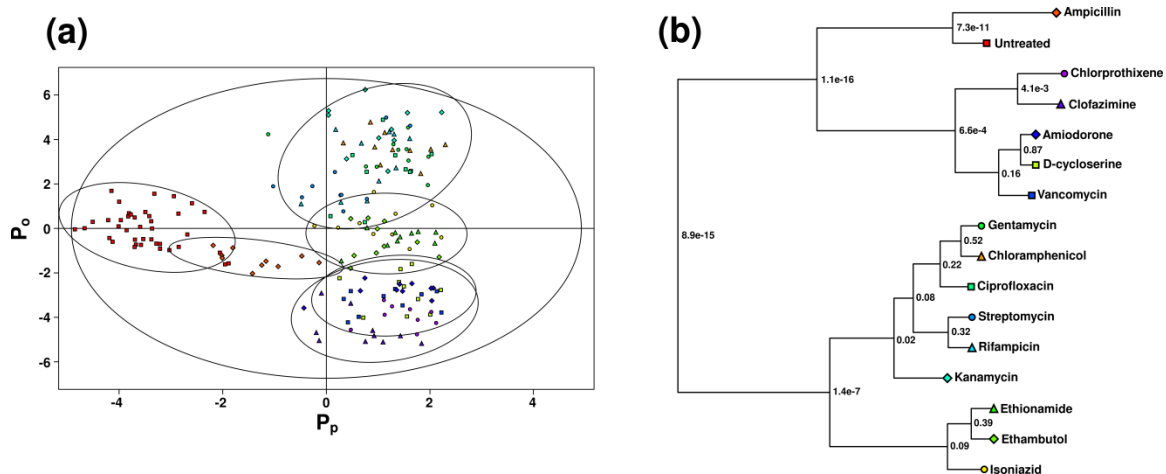 (a)
6
4
2
0
-2
-4
-6
Po
-4
-2
0
2
4
Pp
(b)
Ampicillin
7.3e-11
Untreated
1.1e-16
Chlorprothixene
4.1e-3
Clofazimine
6.6e-4
Amiodorone
0.87
D-cycloserine
0.16
Vancomycin
8.9e-15
Gentamycin
0.52
Chloramphenicol
0.22
Ciprofloxacin
0.08
Streptomycin
0.32
Rifampicin
0.02
Kanamycin
1.4e-7
Ethionamide
0.39
Ethambutol
0.09
Isoniazid